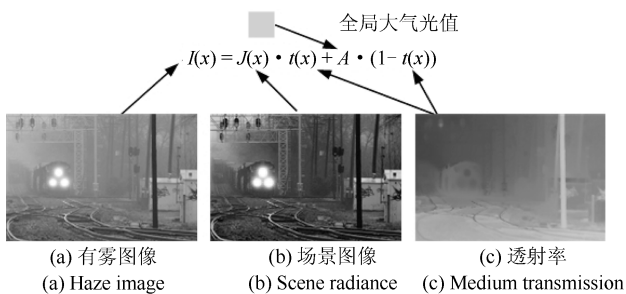 全局大气光值
I(x) = J(x) · t(x) + A · (1− t(x))
(a) 有雾图像 (b) 场景图像 (c) 透射率
(a) Haze image (b) Scene radiance (c) Medium transmission